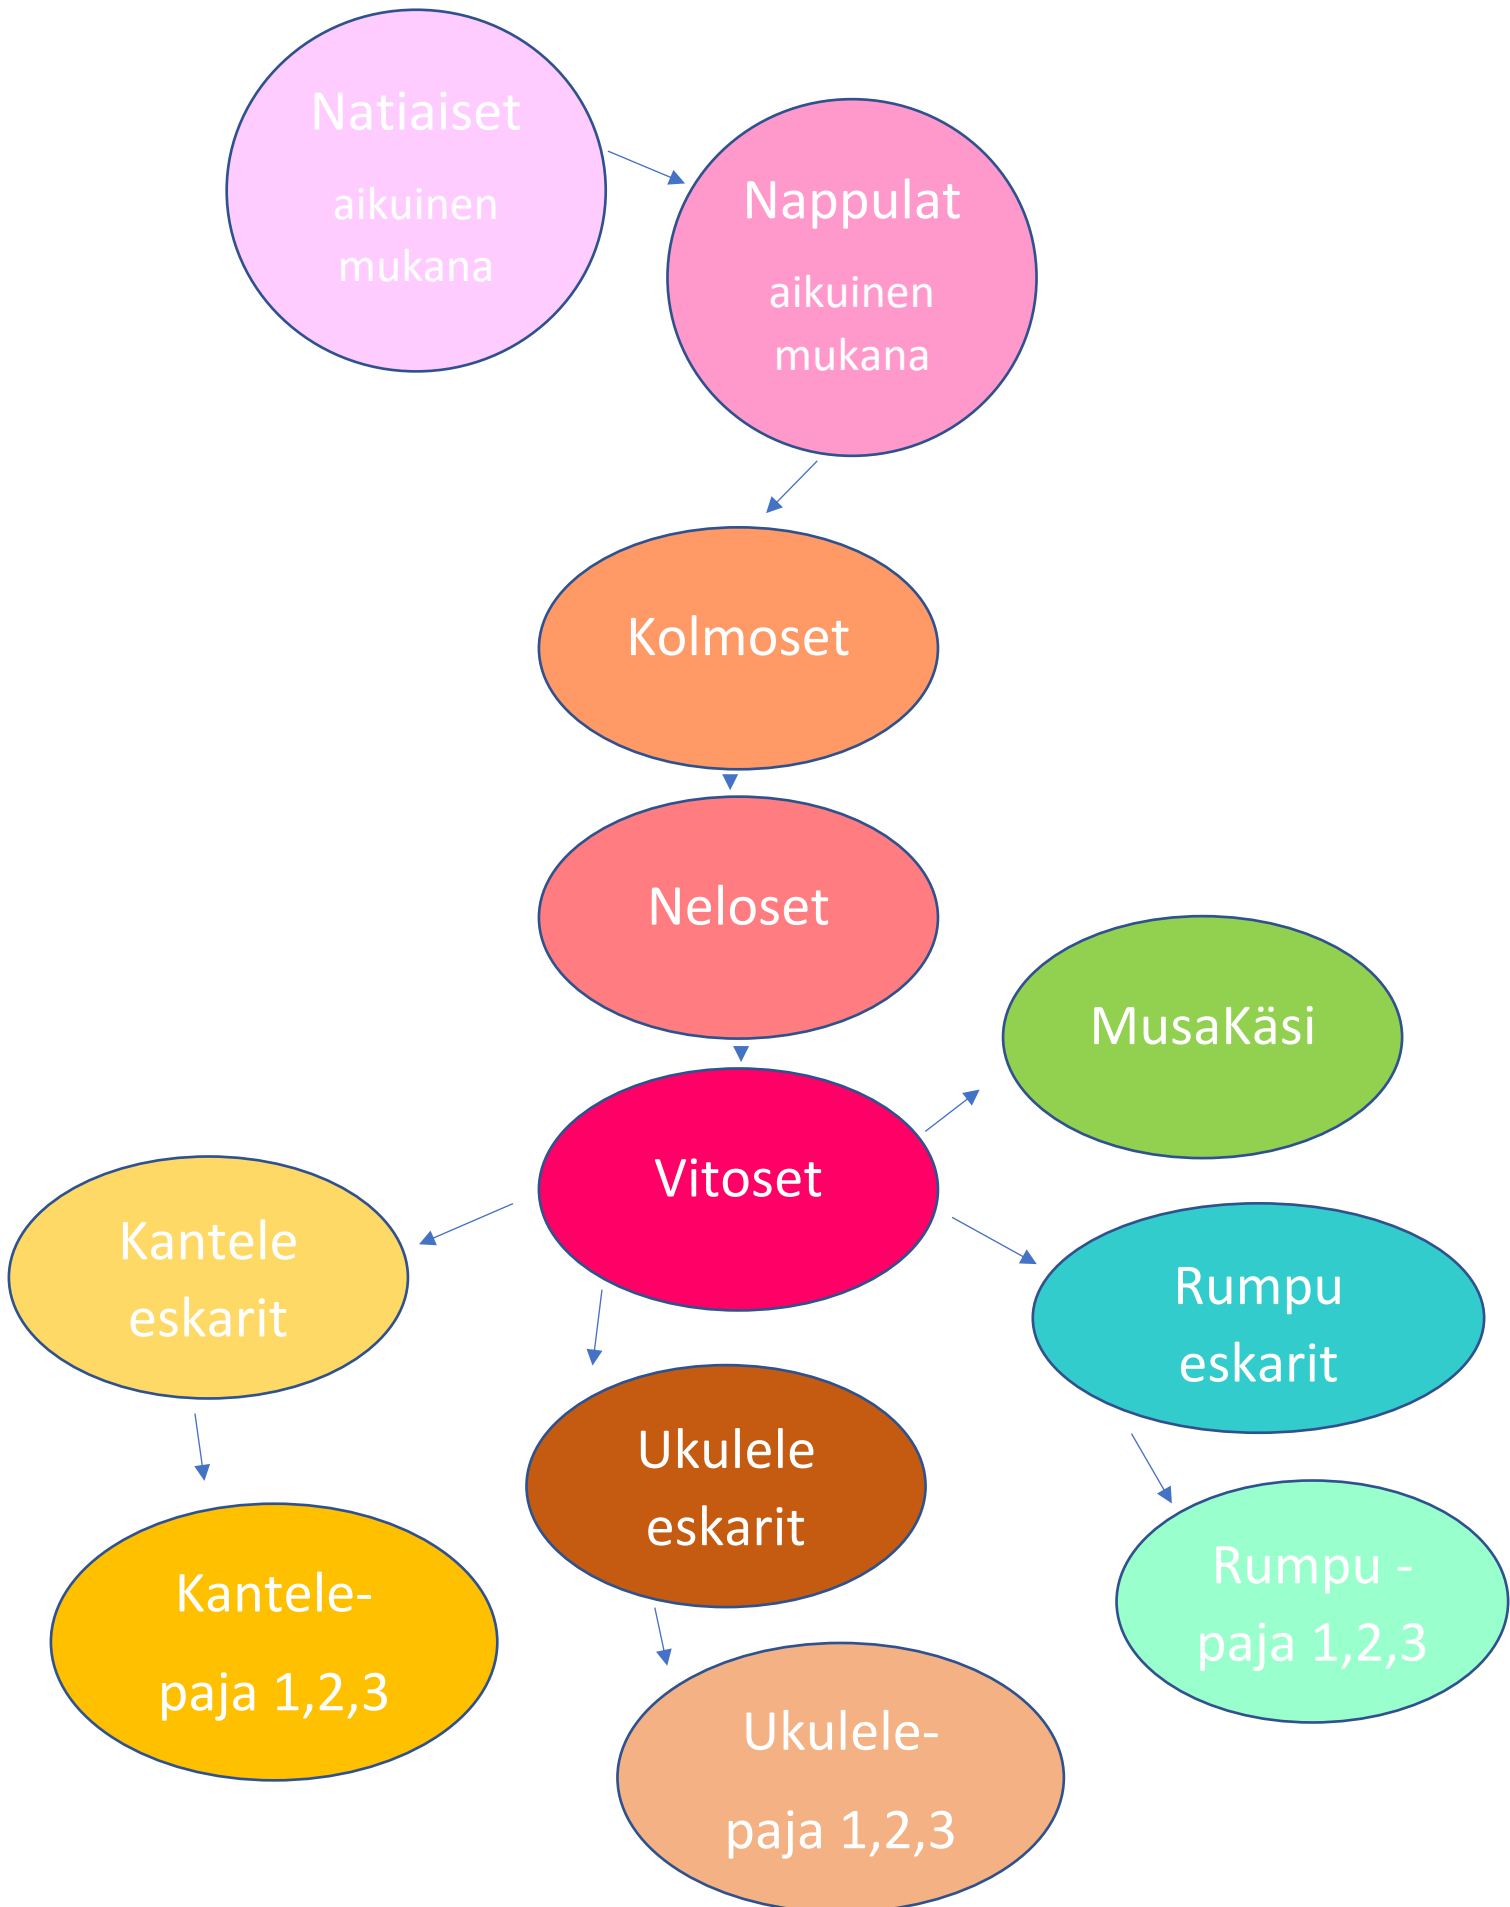 Natiaiset
aikuinen
mukana
Nappulat
aikuinen
mukana
Kolmoset
Neloset
MusaKäsi
Vitoset
Kantele
eskarit
Rumpu
eskarit
Ukulele
eskarit
Kantele-
paja 1,2,3
Rumpu -
paja 1,2,3
Ukulele-
paja 1,2,3